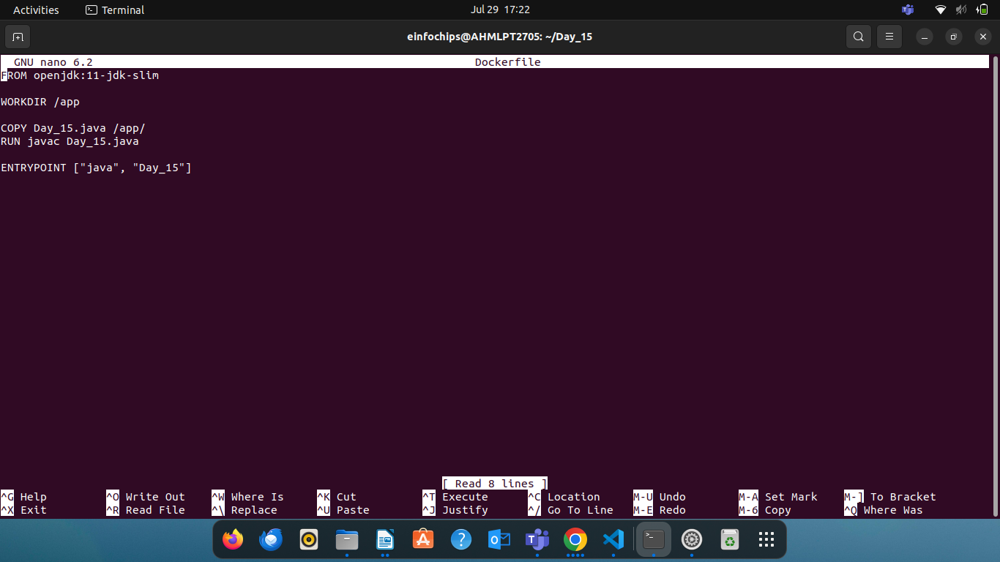 Activities
Terminal
Jul 29 17:22
einfochips@AHMLPT2705: ~/Day_15
GNU nano 6.2
Dockerfile
FROM openjdk:11-jdk-slim
WORKDIR /app
COPY Day_15.java /app/
RUN javac Day_15.java
ENTRYPOINT ["java", "Day_15"]
[ Read 8 lines ]
^G Help ^O Write Out ^W Where Is ^K Cut ^T Execute ^C Location M-U Undo M-A Set Mark M-] To Bracket
^X Exit ^R Read File ^\ Replace ^U Paste ^J Justify ^/ Go To Line M-E Redo M-6 Copy ^Q Where Was